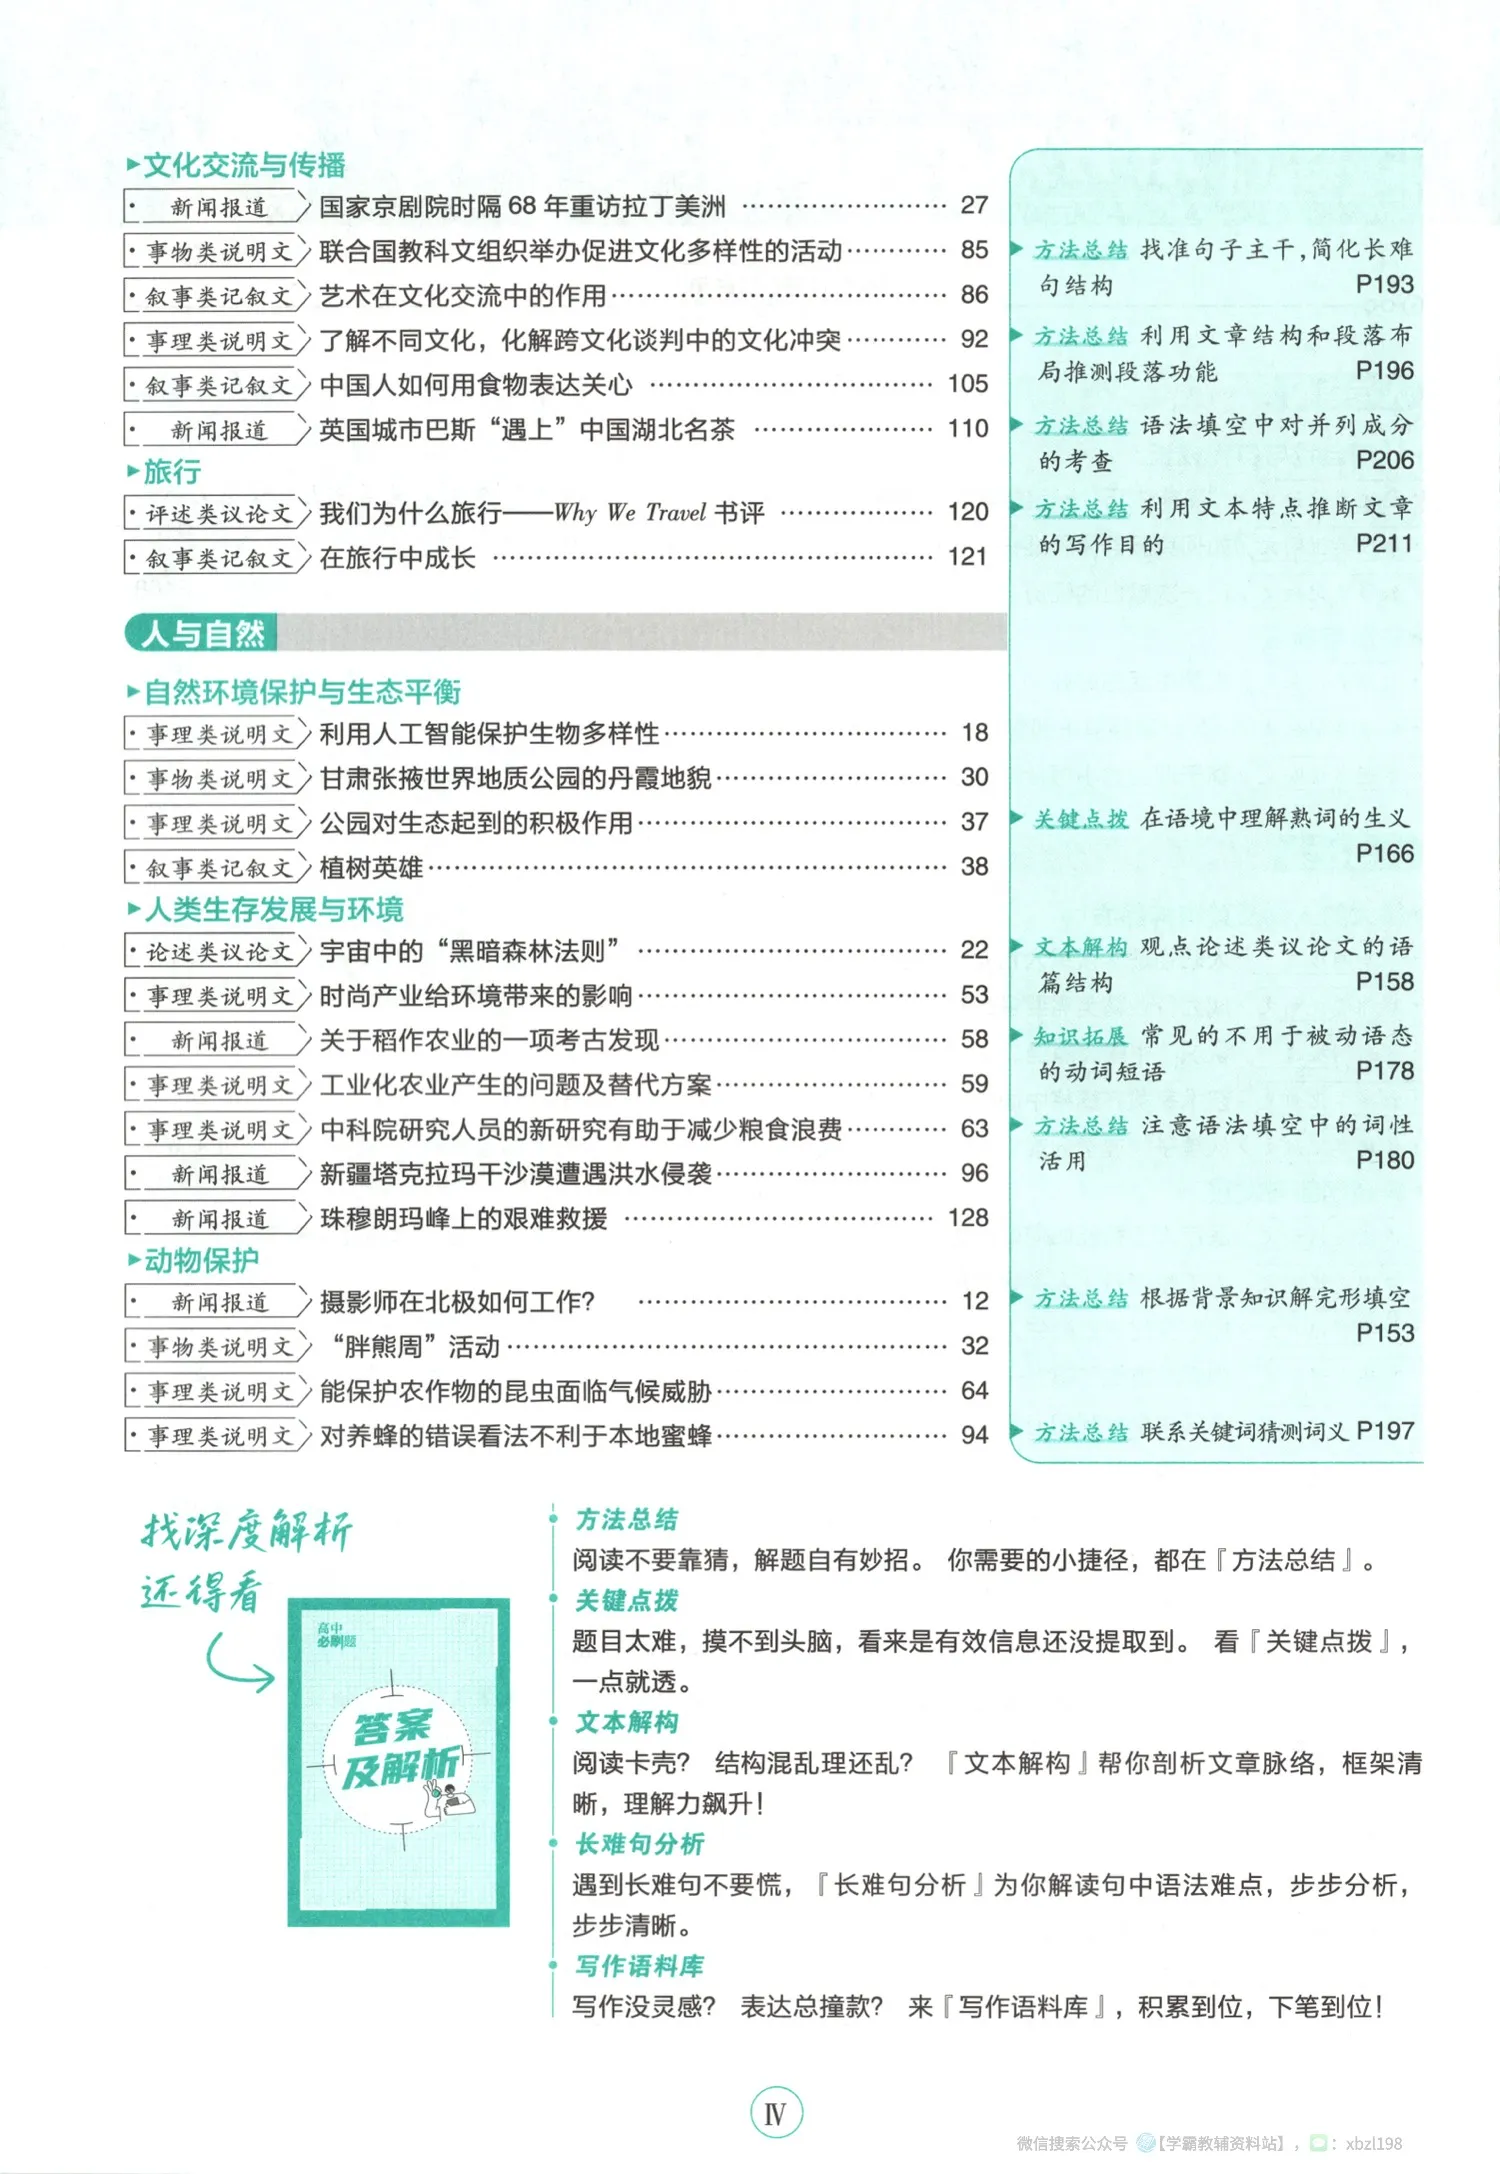 ▸文化交流与传播
· 新闻报道 国家京剧院时隔 68 年重访拉丁美洲 …………………… 27
· 事物类说明文 联合国教科文组织举办促进文化多样性的活动………… 85
· 叙事类记叙文 艺术在文化交流中的作用………………………………… 86
· 事理类说明文 了解不同文化，化解跨文化谈判中的文化冲突………… 92
· 叙事类记叙文 中国人如何用食物表达关心 …………………………… 105
· 新闻报道 英国城市巴斯“遇上”中国湖北名茶 ………………… 110
▸旅行
· 评述类议论文 我们为什么旅行——Why We Travel 书评 ……………… 120
· 叙事类记叙文 在旅行中成长 …………………………………………… 121
▸方法总结 找准句子主干，简化长难
句结构 P193
▸方法总结 利用文章结构和段落布
局推测段落功能 P196
▸方法总结 语法填空中对并列成分
的考查 P206
▸方法总结 利用文本特点推断文章
的写作目的 P211
人与自然
▸自然环境保护与生态平衡
· 事理类说明文 利用人工智能保护生物多样性…………………………… 18
· 事物类说明文 甘肃张掖世界地质公园的丹霞地貌……………………… 30
· 事理类说明文 公园对生态起到的积极作用……………………………… 37
· 叙事类记叙文 植树英雄…………………………………………………… 38
▸人类生存发展与环境
· 论述类议论文 宇宙中的“黑暗森林法则” ……………………………… 22
· 事理类说明文 时尚产业给环境带来的影响……………………………… 53
· 新闻报道 关于稻作农业的一项考古发现…………………………… 58
· 事理类说明文 工业化农业产生的问题及替代方案……………………… 59
· 事理类说明文 中科院研究人员的新研究有助于减少粮食浪费………… 63
· 新闻报道 新疆塔克拉玛干沙漠遭遇洪水侵袭……………………… 96
· 新闻报道 珠穆朗玛峰上的艰难救援 ……………………………… 128
▸动物保护
· 新闻报道 摄影师在北极如何工作？ ……………………………… 12
· 事物类说明文 “胖熊周”活动…………………………………………… 32
· 事理类说明文 能保护农作物的昆虫面临气候威胁……………………… 64
· 事理类说明文 对养蜂的错误看法不利于本地蜜蜂……………………… 94
▸关键点拨 在语境中理解熟词的生义
P166
▸文本解构 观点论述类议论文的语
篇结构 P158
▸知识拓展 常见的不用于被动语态
的动词短语 P178
▸方法总结 注意语法填空中的词性
活用 P180
▸方法总结 根据背景知识解完形填空
P153
▸方法总结 联系关键词猜测词义 P197
找深度解析
还得看
高中
必刷题
答案
及解析
方法总结
阅读不要靠猜，解题自有妙招。 你需要的小捷径，都在『方法总结』。
关键点拨
题目太难，摸不到头脑，看来是有效信息还没提取到。 看『关键点拨』，
一点就透。
文本解构
阅读卡壳？ 结构混乱理还乱？ 『文本解构』帮你剖析文章脉络，框架清
晰，理解力飙升！
长难句分析
遇到长难句不要慌，『长难句分析』为你解读句中语法难点，步步分析，
步步清晰。
写作语料库
写作没灵感？ 表达总撞款？ 来『写作语料库』，积累到位，下笔到位！
Ⅳ
微信搜索公众号 【学霸教辅资料站】，：xbzl198